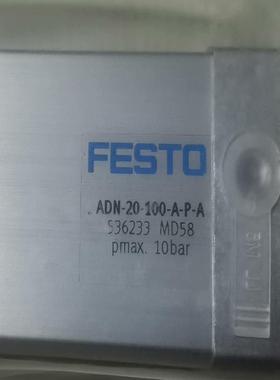 FESTO
ADN-20-100-A-P-A
536233 MD58
pmax. 10bar